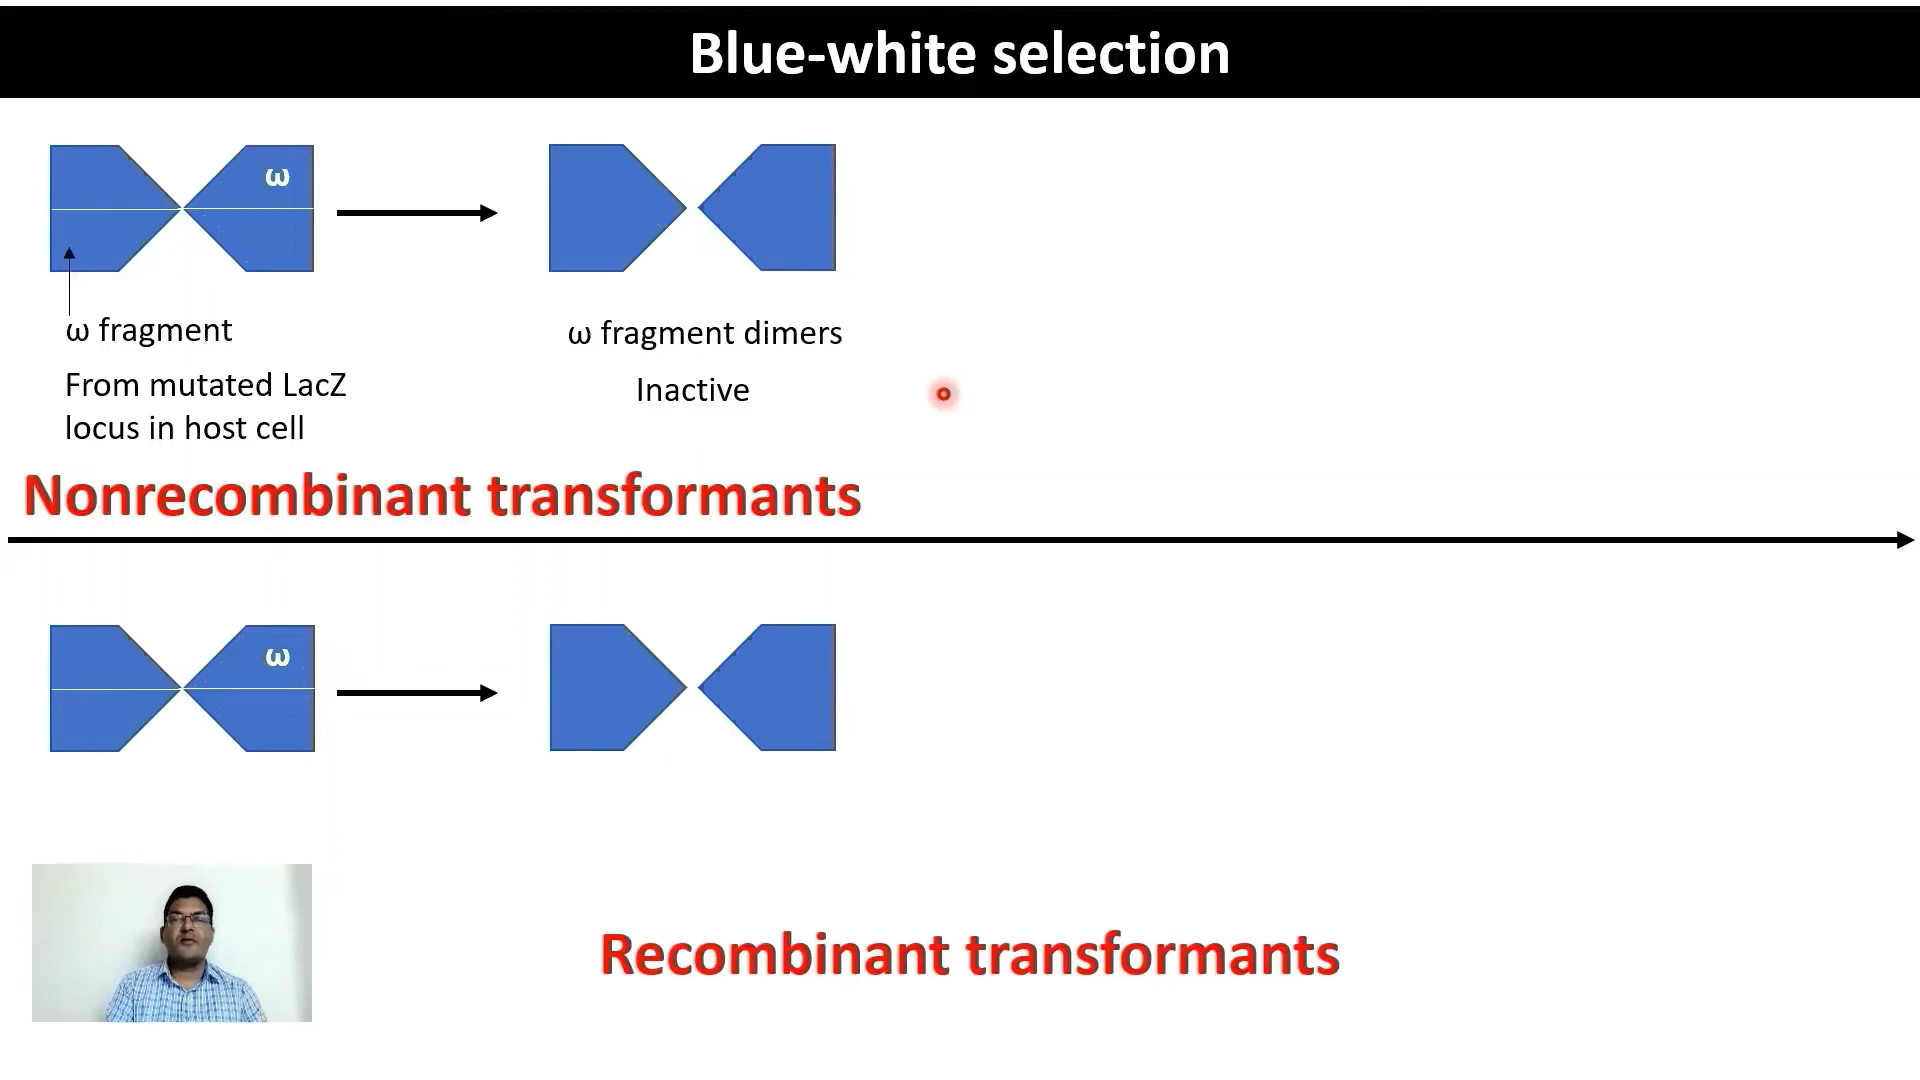 Blue-white selection
ω
ω fragment
From mutated LacZ
locus in host cell
ω fragment dimers
Inactive
Nonrecombinant transformants
ω
Recombinant transformants